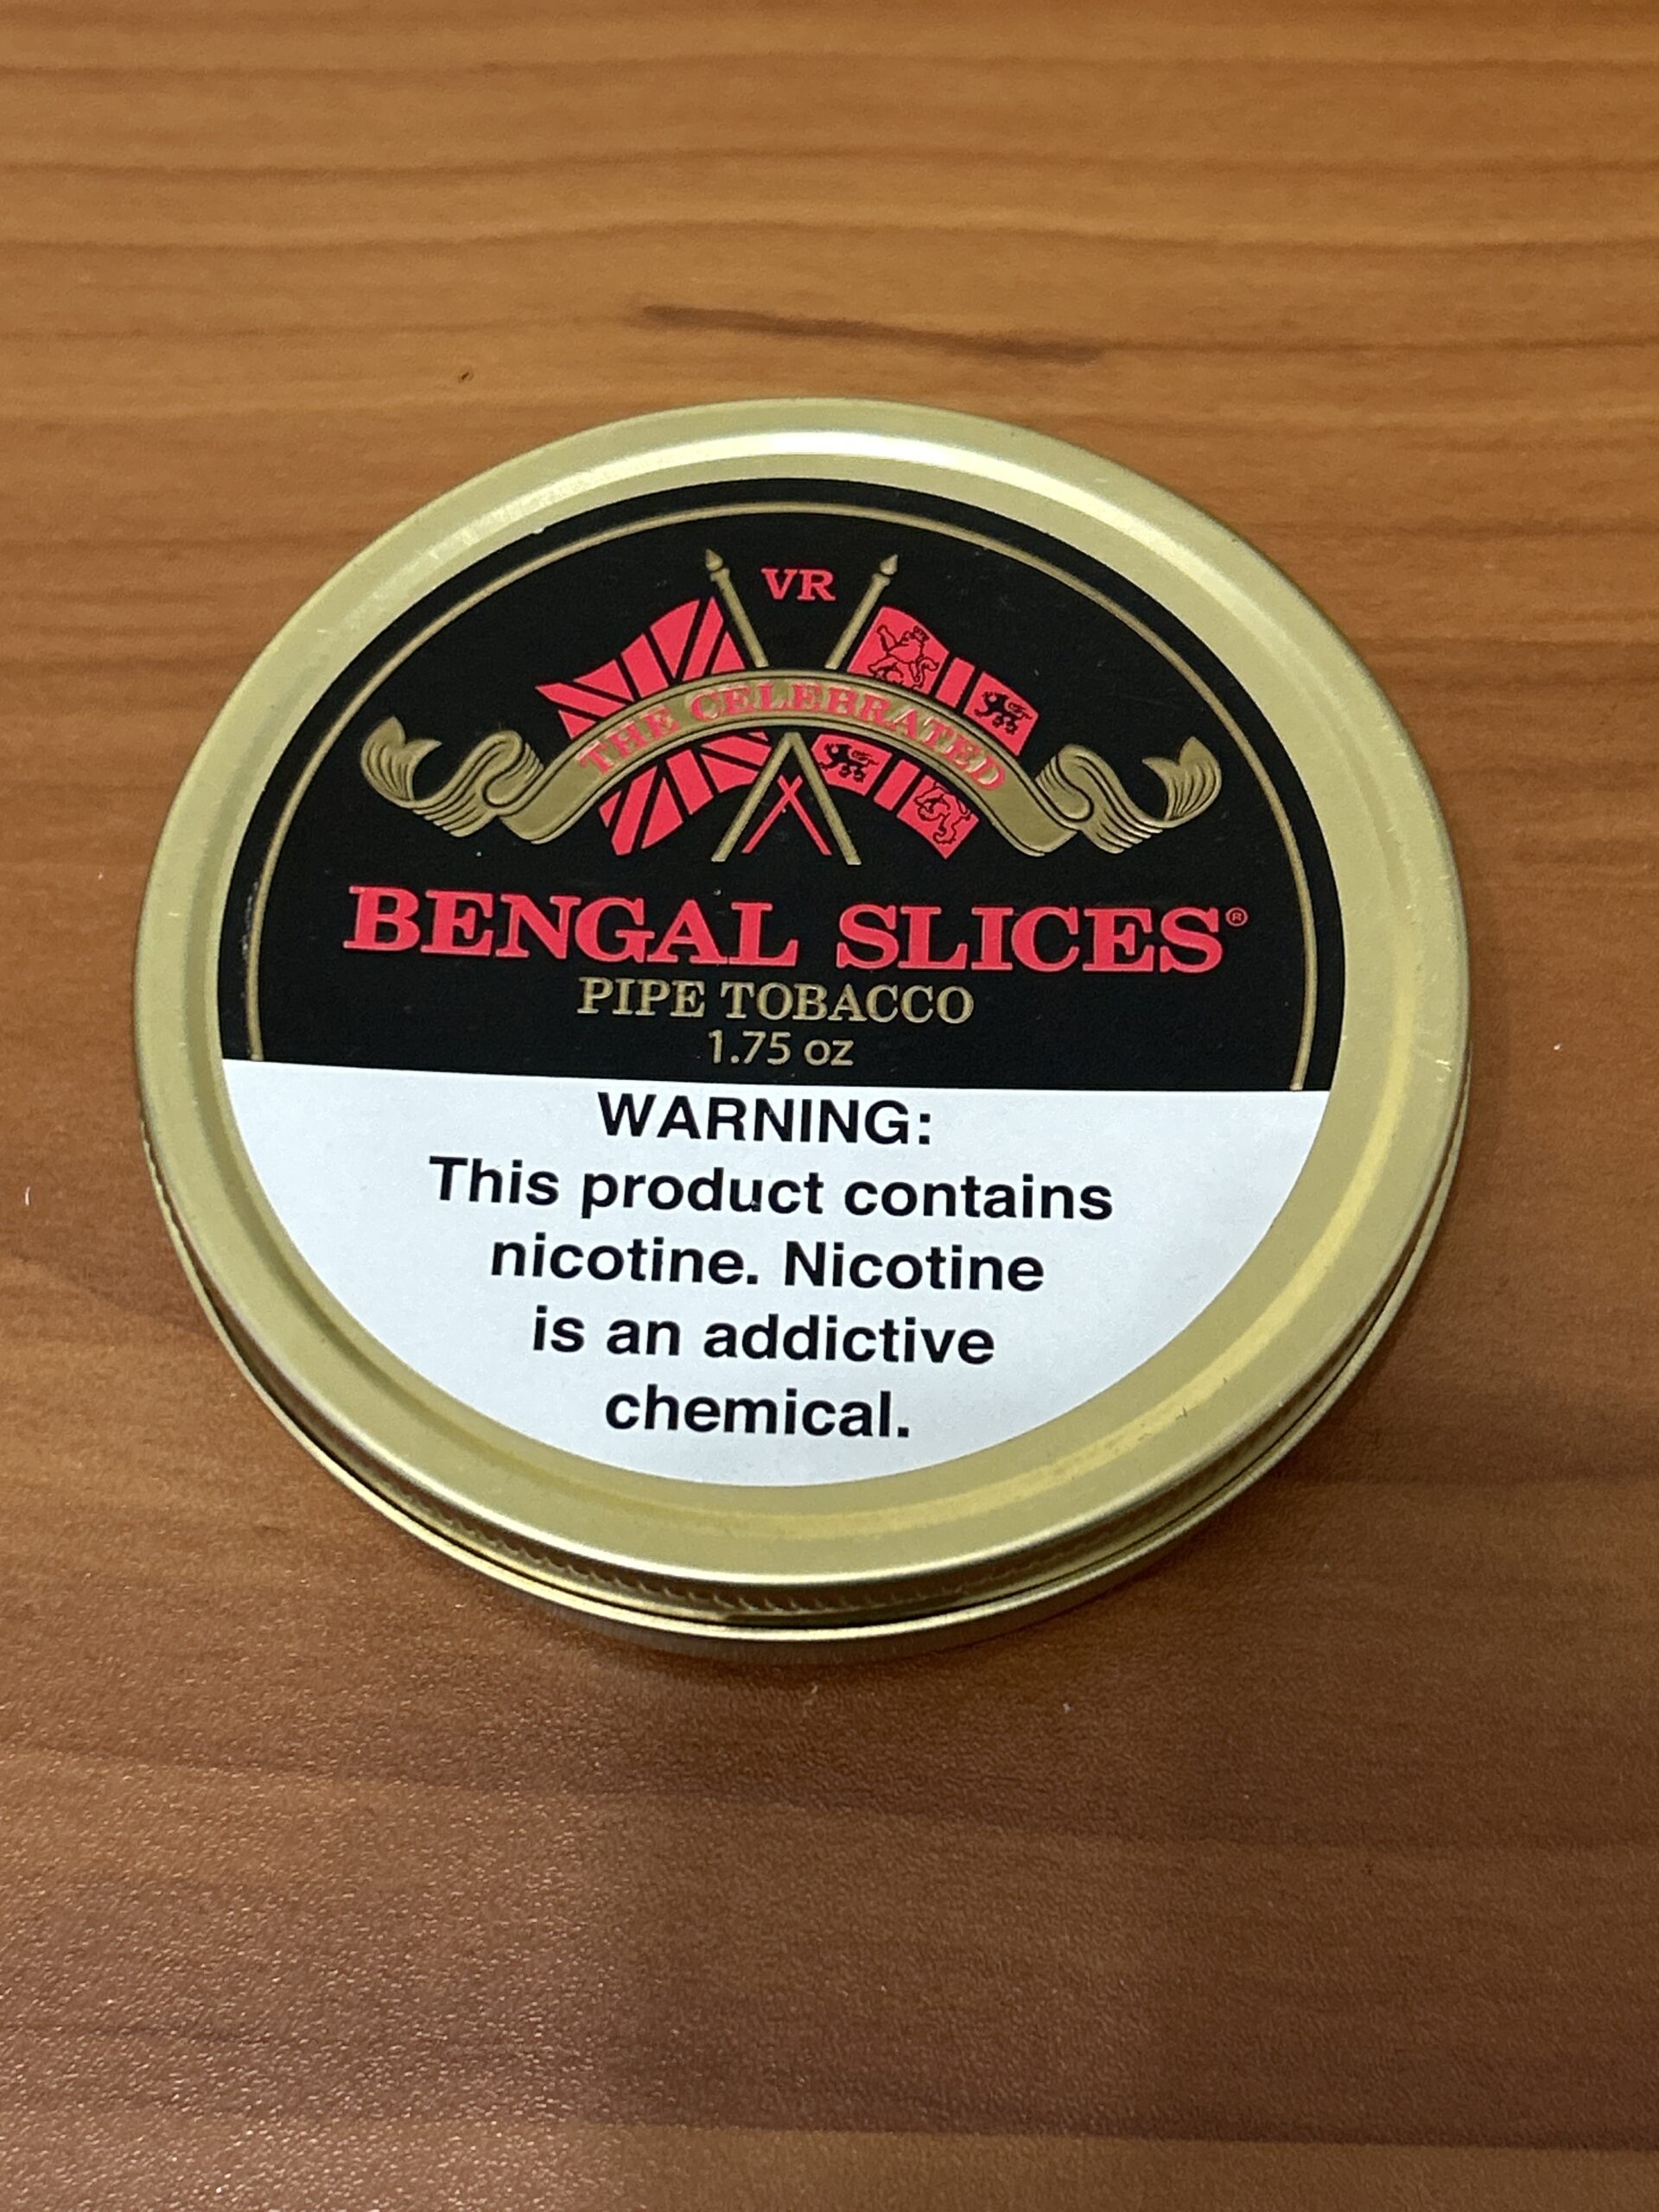 VR
THE CELEBRATED
BENGAL SLICES®
PIPE TOBACCO
1.75 oz
WARNING:
This product contains
nicotine. Nicotine
is an addictive
chemical.